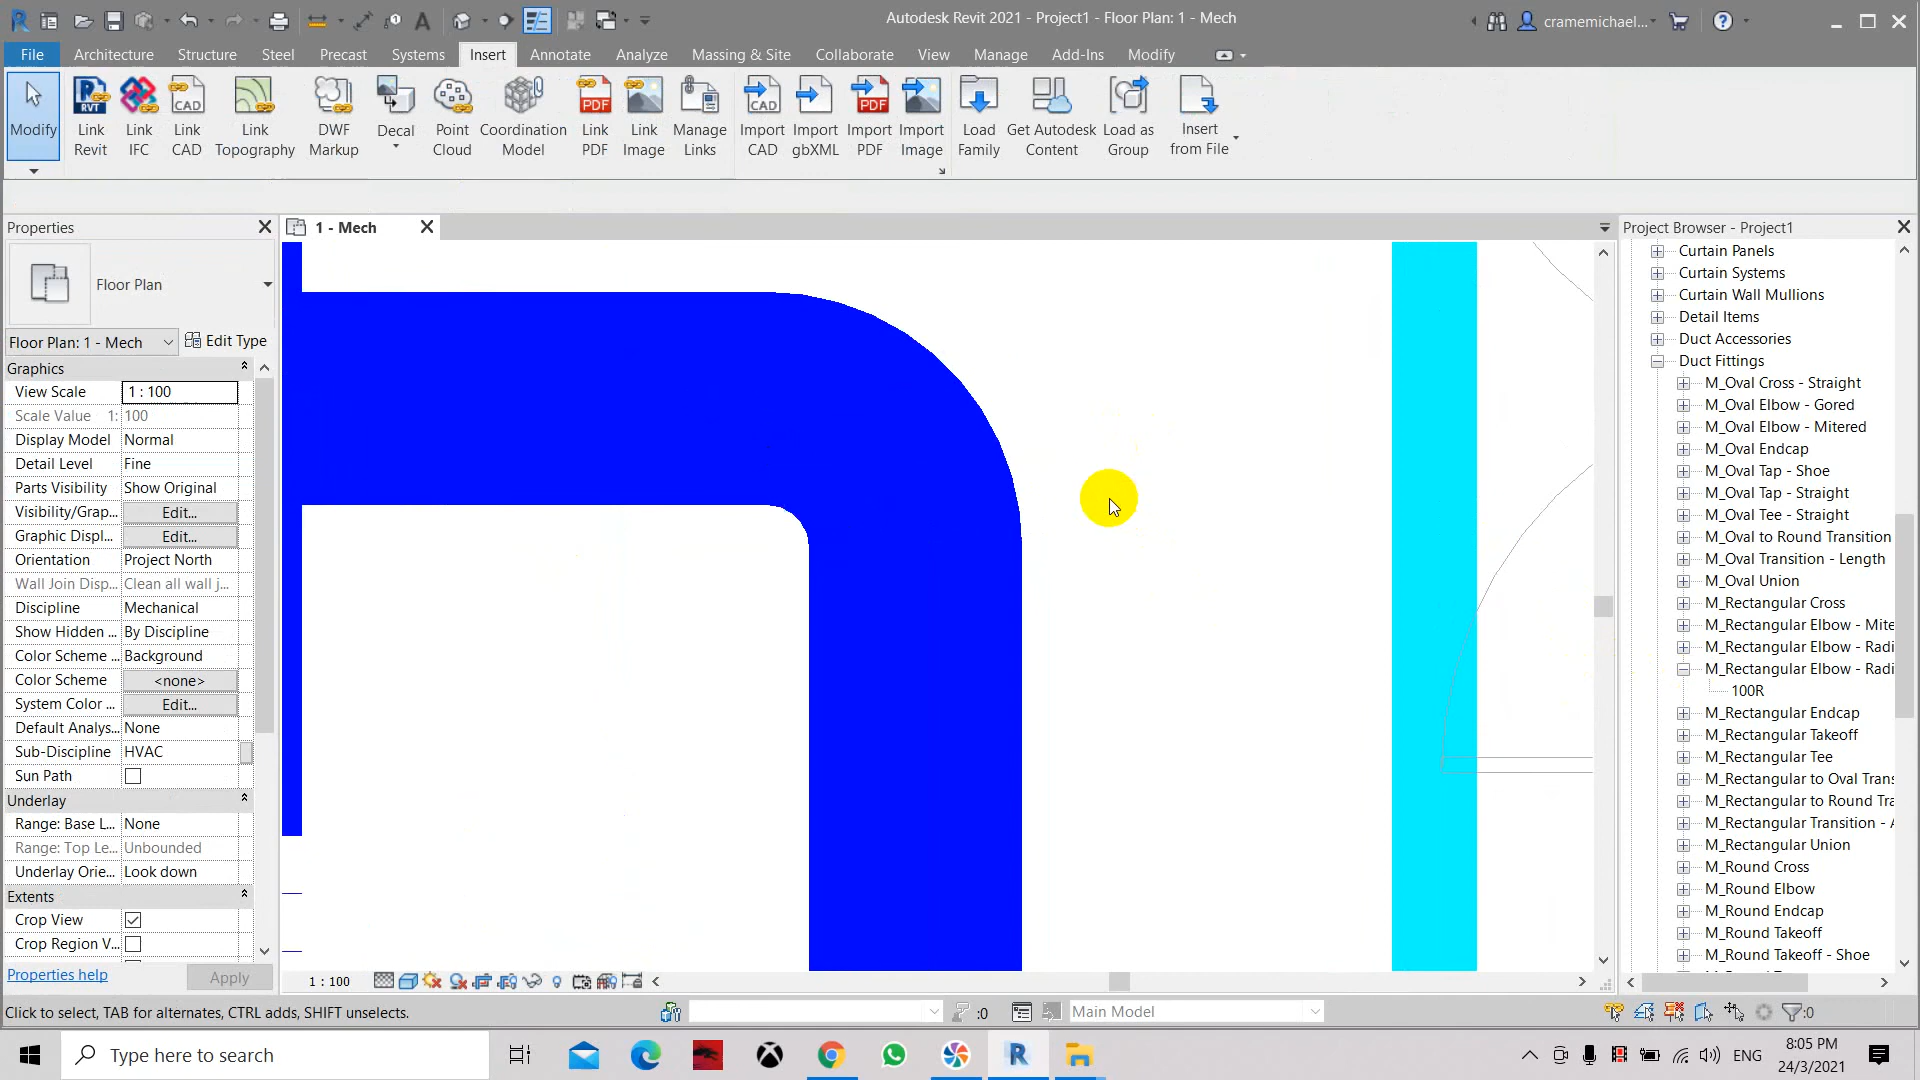 Autodesk Revit 2021 - Project1 - Floor Plan: 1 - Mech
cramemichael...
File Architecture Structure Steel Precast Systems Insert Annotate Analyze Massing & Site Collaborate View Manage Add-Ins Modify
Modify
Link Revit
Link IFC
Link CAD
Link Topography
DWF Markup
Decal
Point Cloud
Coordination Model
Link PDF
Link Image
Manage Links
Import CAD
Import gbXML
Import PDF
Import Image
Load Family
Get Autodesk Content
Load as Group
Insert from File
Properties
Floor Plan
Floor Plan: 1 - Mech Edit Type
Graphics
View Scale 1 : 100
Scale Value 1: 100
Display Model Normal
Detail Level Fine
Parts Visibility Show Original
Visibility/Grap... Edit...
Graphic Displ... Edit...
Orientation Project North
Wall Join Disp... Clean all wall j...
Discipline Mechanical
Show Hidden ... By Discipline
Color Scheme ... Background
Color Scheme <none>
System Color ... Edit...
Default Analys... None
Sub-Discipline HVAC
Sun Path
Underlay
Range: Base L... None
Range: Top Le... Unbounded
Underlay Orie... Look down
Extents
Crop View
Crop Region V...
Properties help Apply
1 - Mech
1 : 100
Project Browser - Project1
Curtain Panels
Curtain Systems
Curtain Wall Mullions
Detail Items
Duct Accessories
Duct Fittings
M_Oval Cross - Straight
M_Oval Elbow - Gored
M_Oval Elbow - Mitered
M_Oval Endcap
M_Oval Tap - Shoe
M_Oval Tap - Straight
M_Oval Tee - Straight
M_Oval to Round Transition
M_Oval Transition - Length
M_Oval Union
M_Rectangular Cross
M_Rectangular Elbow - Mite
M_Rectangular Elbow - Radi
M_Rectangular Elbow - Radi
100R
M_Rectangular Endcap
M_Rectangular Takeoff
M_Rectangular Tee
M_Rectangular to Oval Trans
M_Rectangular to Round Tra
M_Rectangular Transition - A
M_Rectangular Union
M_Round Cross
M_Round Elbow
M_Round Endcap
M_Round Takeoff
M_Round Takeoff - Shoe
Click to select, TAB for alternates, CTRL adds, SHIFT unselects.
:0
Main Model
:0
Type here to search
ENG
8:05 PM
24/3/2021